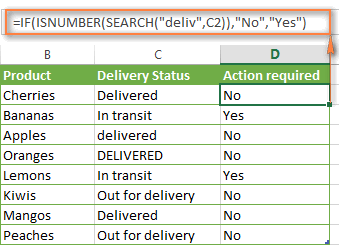 =IF(ISNUMBER(SEARCH("deliv",C2)),"No","Yes")
B C D
Product Delivery Status Action required
Cherries Delivered No
Bananas In transit Yes
Apples delivered No
Oranges DELIVERED No
Lemons In transit Yes
Kiwis Out for delivery No
Mangos Delivered No
Peaches Out for delivery No